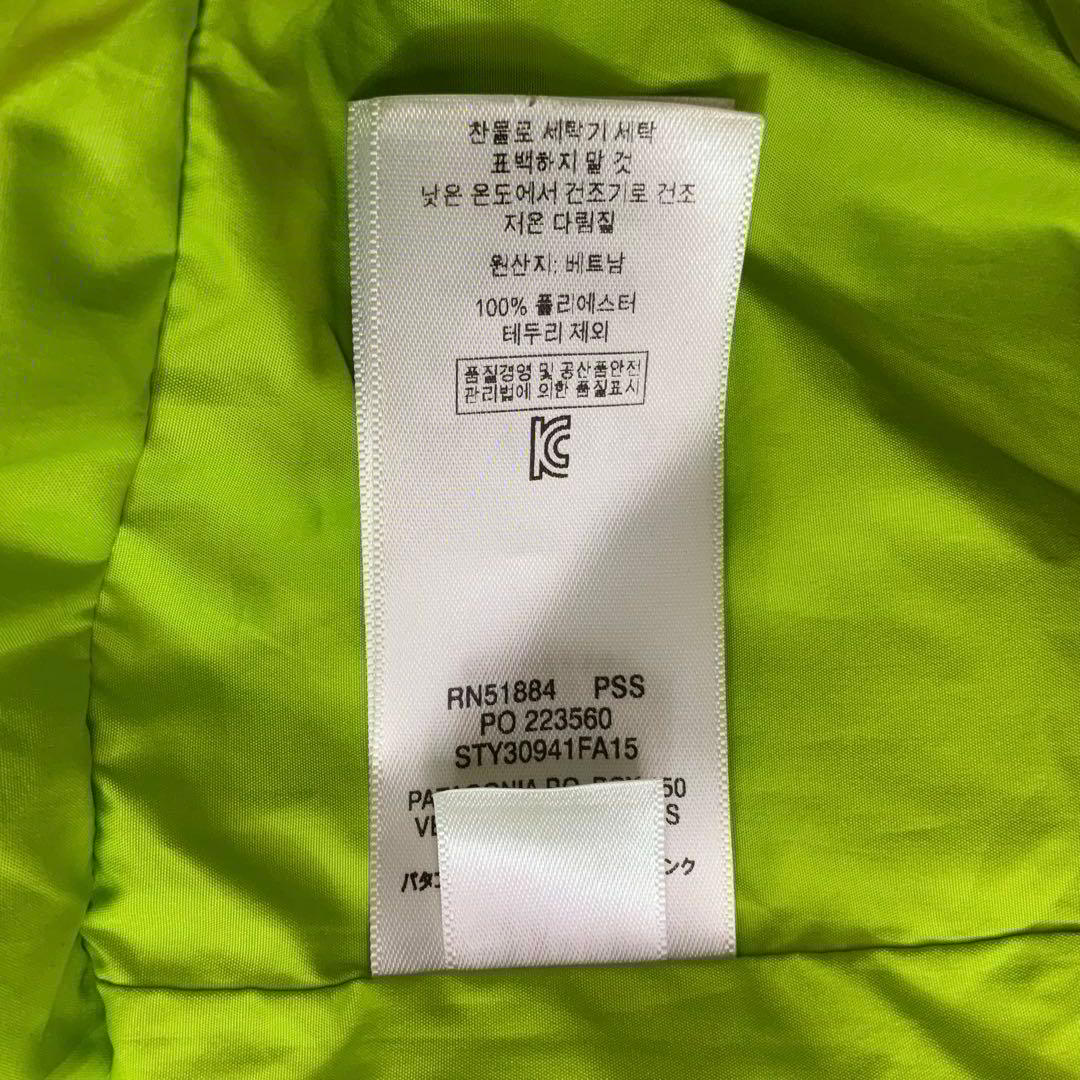 찬물로 세탁기 세탁
표백하지 말 것
낮은 온도에서 건조기로 건조
저온 다림질
원산지: 베트남
100% 폴리에스터
테두리 제외
품질경영 및 공산품안전
관리법에 의한 품질표시
KC
RN51884 PSS
PO 223560
STY30941FA15